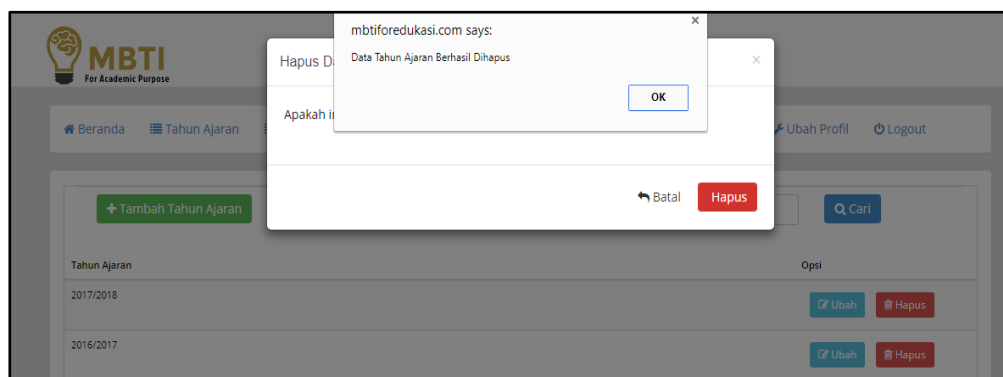 mbtiforedukasi.com says:
Data Tahun Ajaran Berhasil Dihapus
OK
MBTI
For Academic Purpose
Hapus
Apakah
Batal
Hapus
Beranda
Tahun Ajaran
Ubah Profil
Logout
Tambah Tahun Ajaran
Cari
Tahun Ajaran
Opsi
2017/2018
Ubah
Hapus
2016/2017
Ubah
Hapus